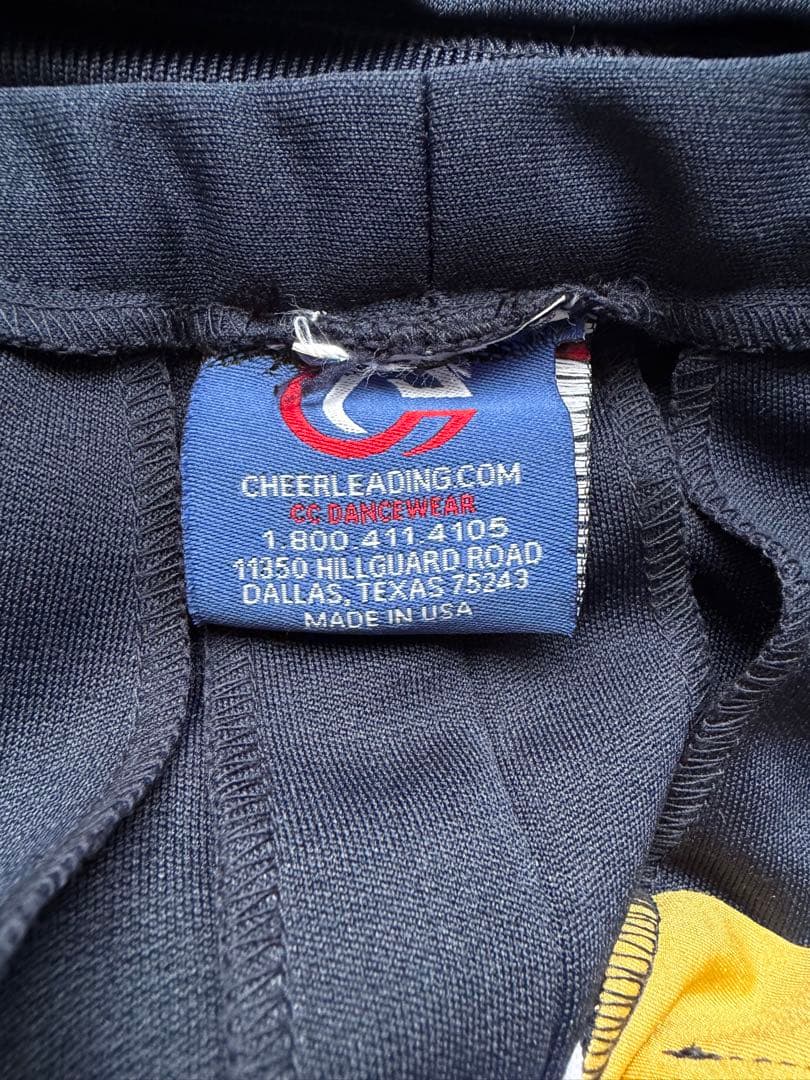 CHEERLEADING.COM
CC DANCEWEAR
1.800.411.4105
11350 HILLGUARD ROAD
DALLAS, TEXAS 75243
MADE IN USA